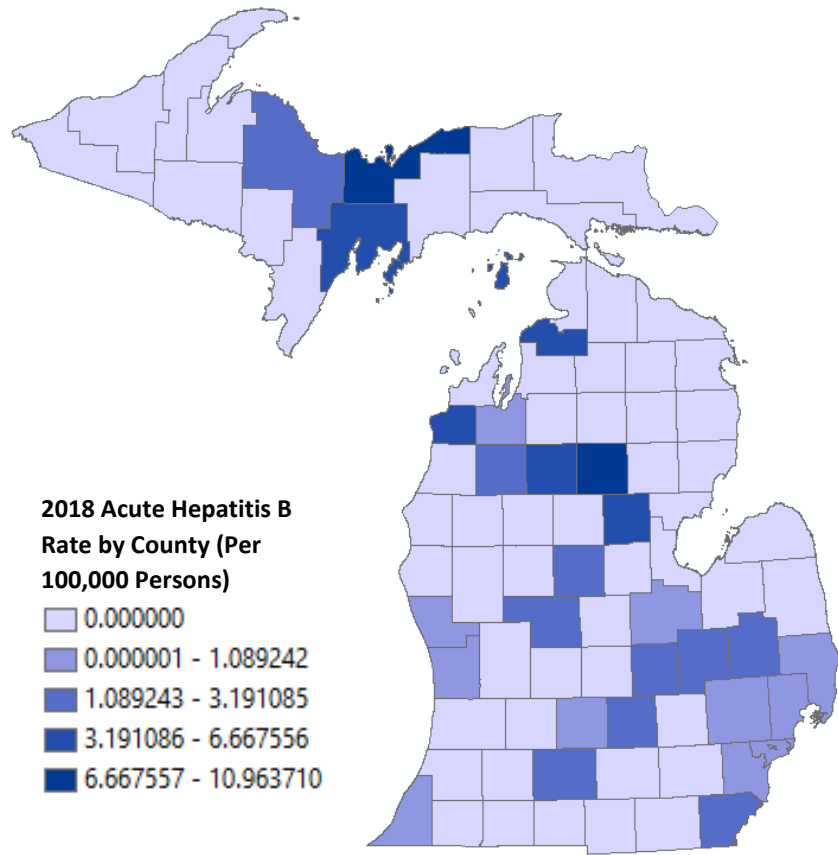 2018 Acute Hepatitis B
Rate by County (Per
100,000 Persons)
0.000000
0.000001 - 1.089242
1.089243 - 3.191085
3.191086 - 6.667556
6.667557 - 10.963710